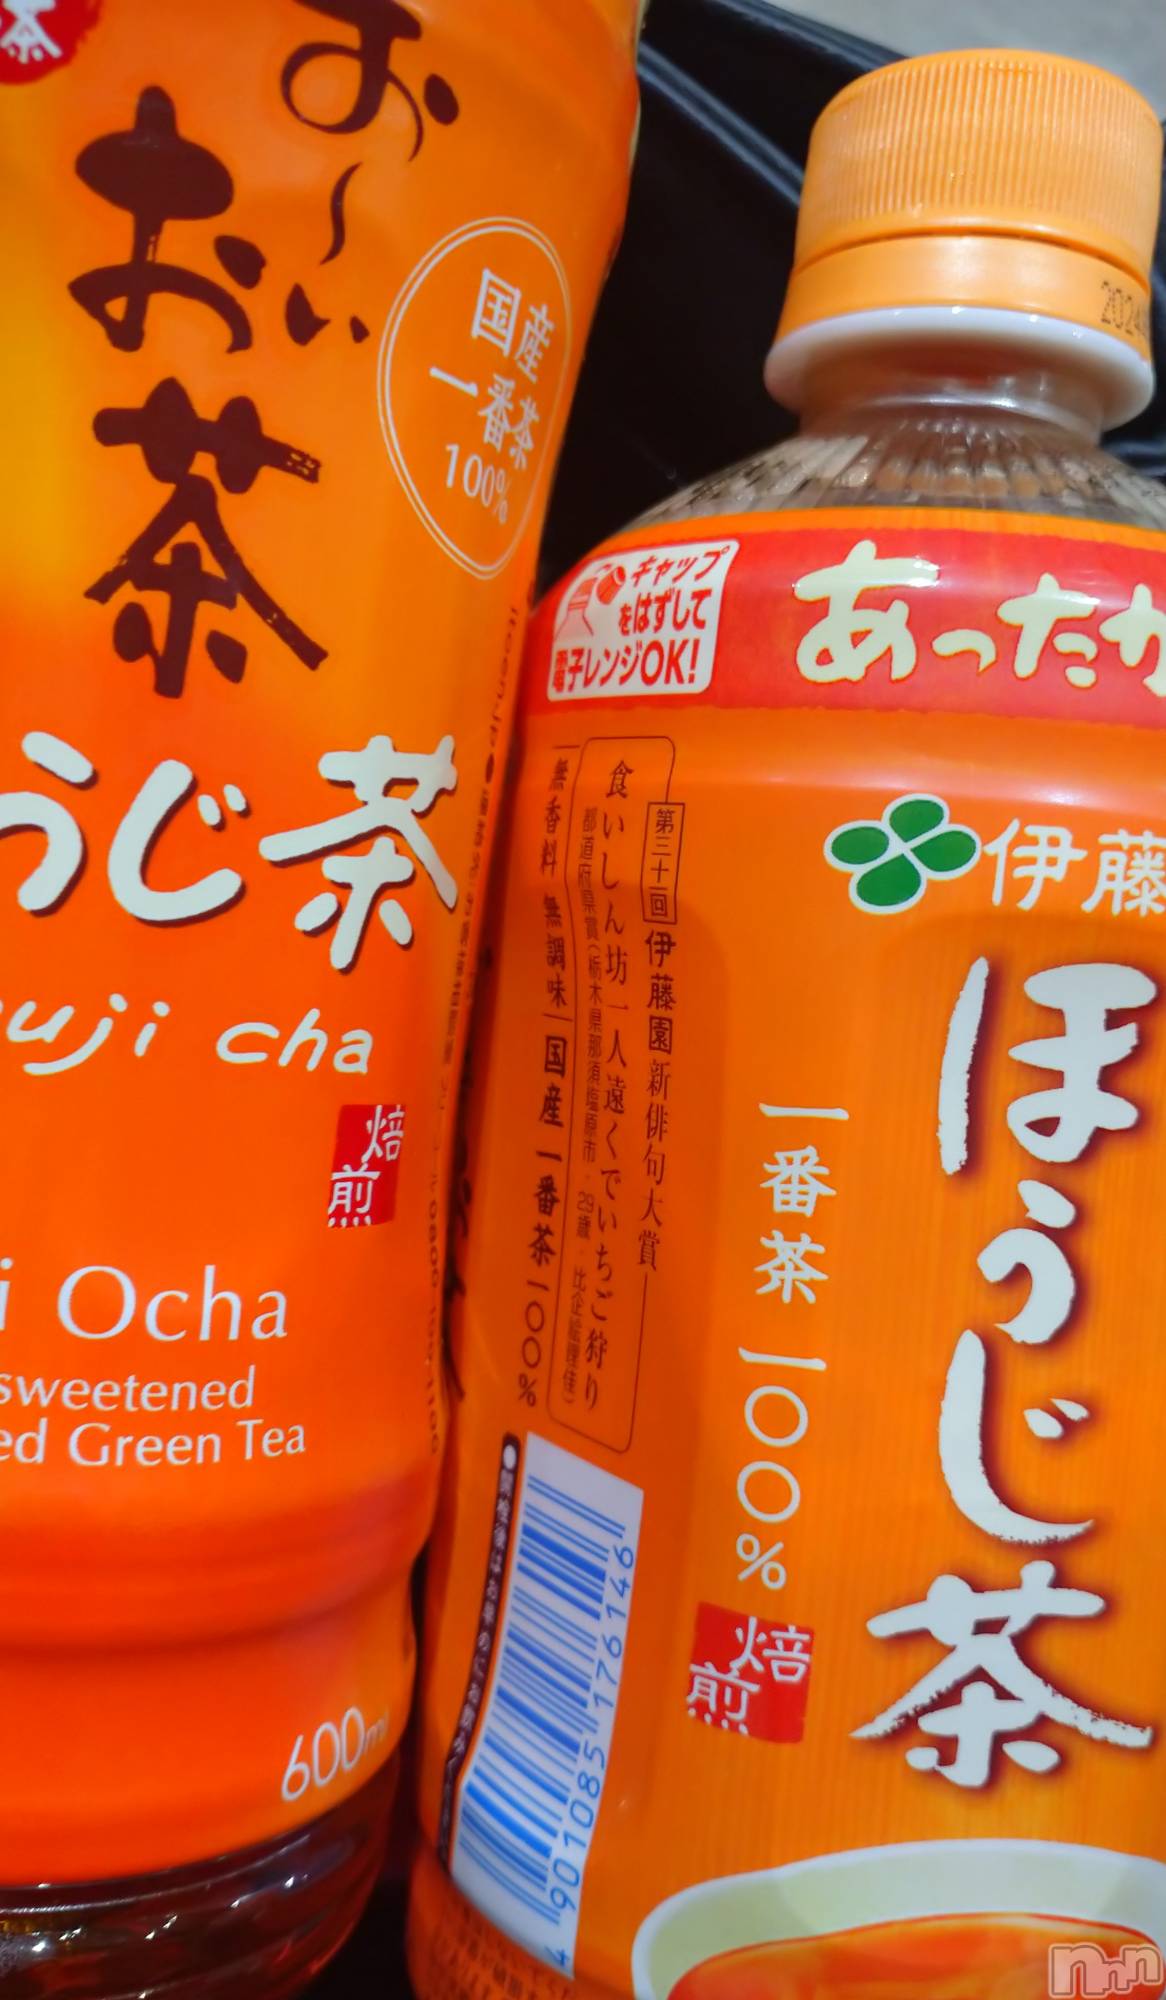 茶
お～い
お茶
国産
一番茶
100%
うじ茶
uji cha
焙煎
i Ocha
sweetened
ed Green Tea
600ml
2024
キャップ
をはずして
電子レンジOK!
あったか
伊藤
ほうじ茶
一番茶 一〇〇%
焙煎
第三十回 伊藤園新俳句大賞
食いしん坊一人遠くでいちご狩り
都道府県賞(栃木県那須塩原市・29歳・
無香料 無調味 国産 一番茶一〇〇%
4 901085 176146
nnn